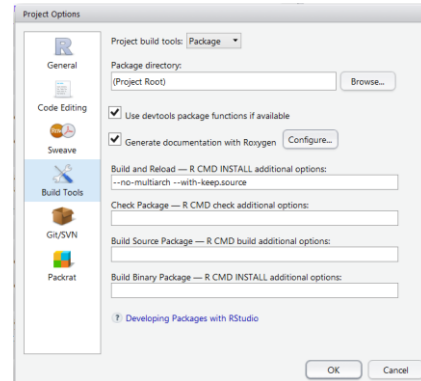 Project Options
General
Code Editing
Sweave
Build Tools
Git/SVN
Packrat
Project build tools: Package
Package directory:
(Project Root)
Browse...
Use devtools package functions if available
Generate documentation with Roxygen
Configure...
Build and Reload — R CMD INSTALL additional options:
--no-multiarch --with-keep.source
Check Package — R CMD check additional options:
Build Source Package — R CMD build additional options:
Build Binary Package — R CMD INSTALL additional options:
? Developing Packages with RStudio
OK
Cancel